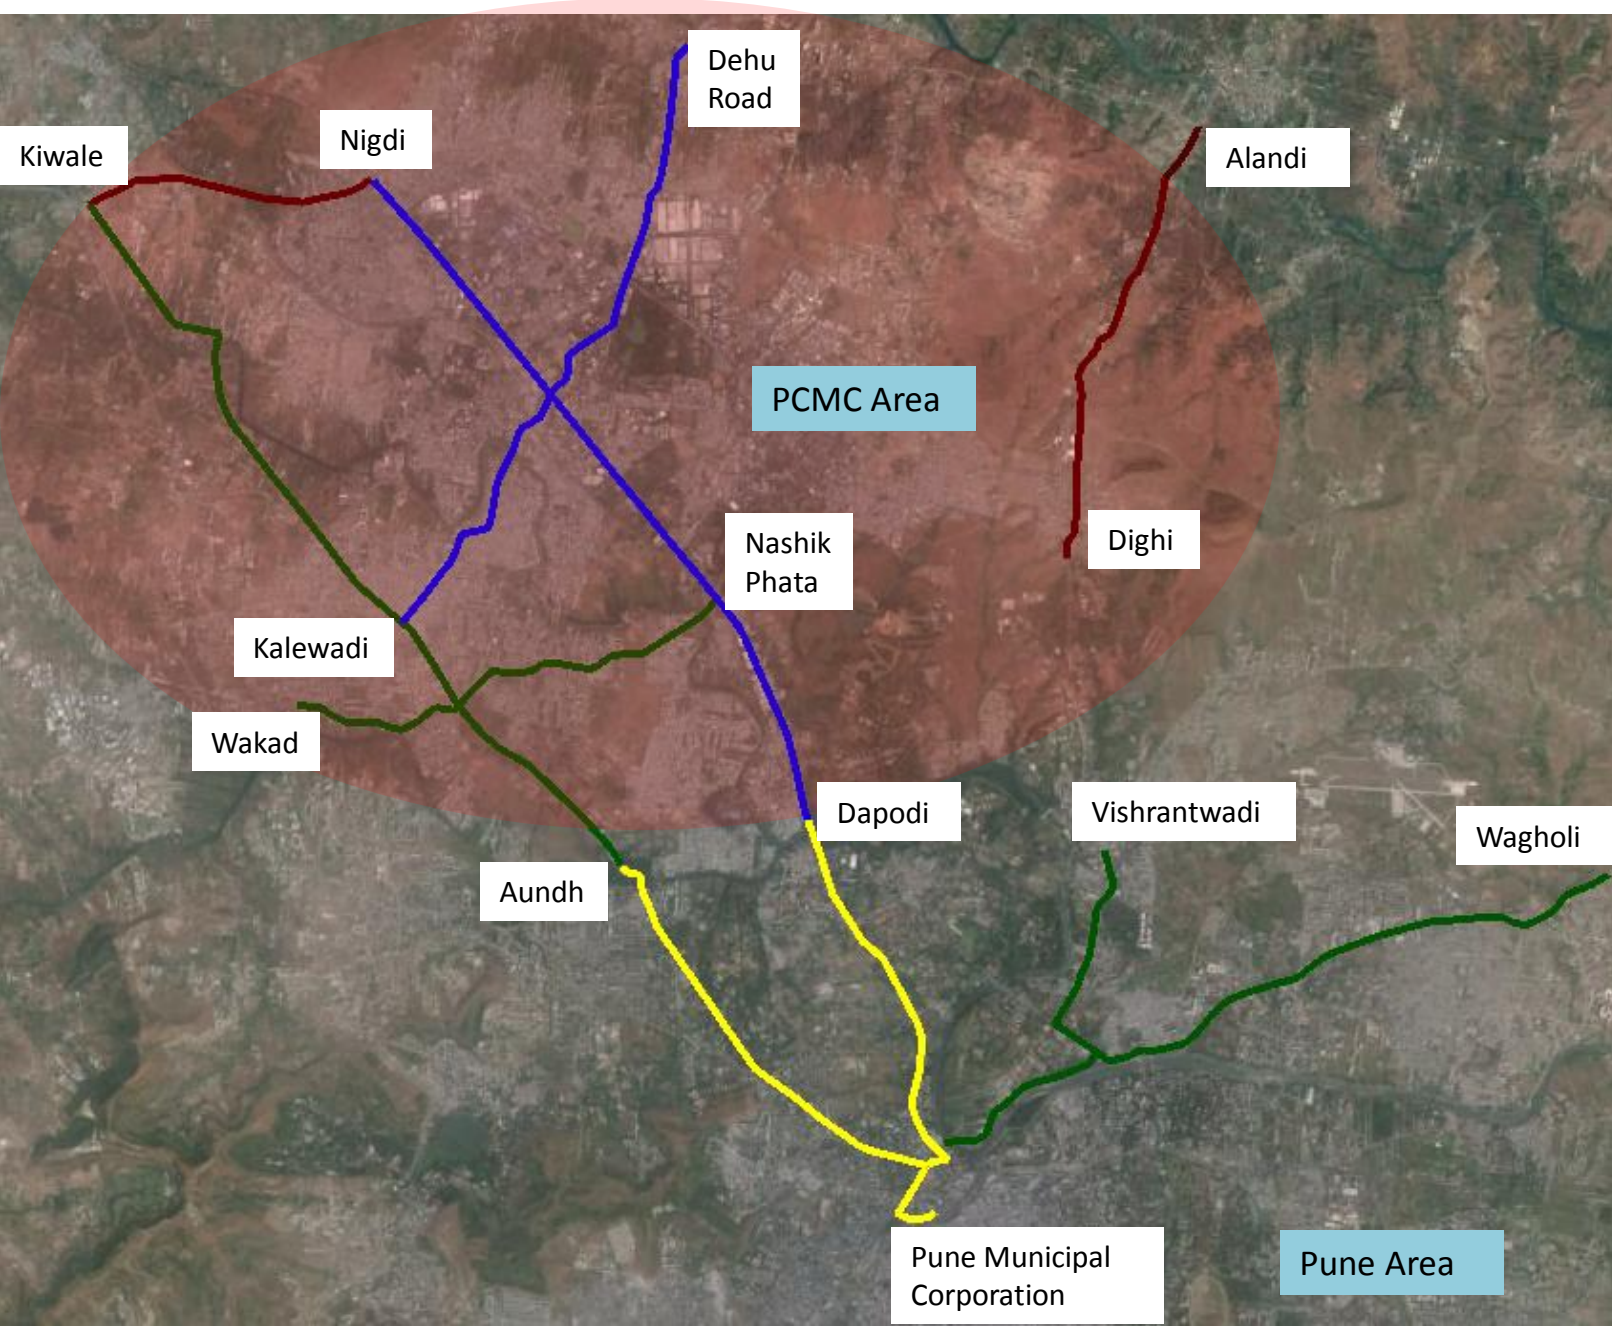 Dehu
Road
Nigdi
Kiwale
Alandi
PCMC Area
Nashik
Phata
Dighi
Kalewadi
Wakad
Dapodi
Vishrantwadi
Wagholi
Aundh
Pune Municipal
Corporation
Pune Area